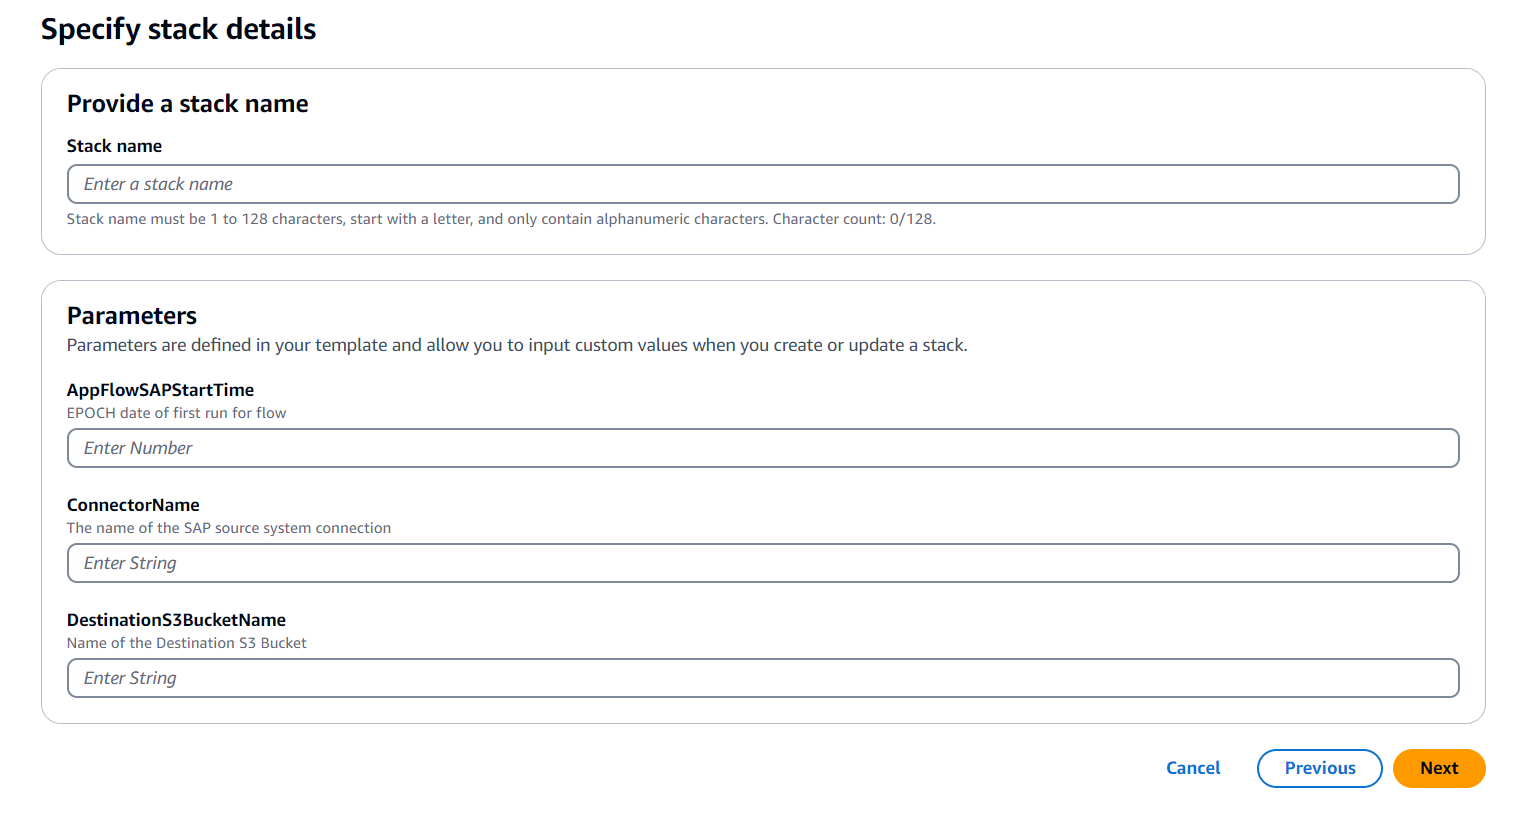 Specify stack details
Provide a stack name
Stack name
Enter a stack name
Stack name must be 1 to 128 characters, start with a letter, and only contain alphanumeric characters. Character count: 0/128.
Parameters
Parameters are defined in your template and allow you to input custom values when you create or update a stack.
AppFlowSAPStartTime
EPOCH date of first run for flow
Enter Number
ConnectorName
The name of the SAP source system connection
Enter String
DestinationS3BucketName
Name of the Destination S3 Bucket
Enter String
Cancel
Previous
Next